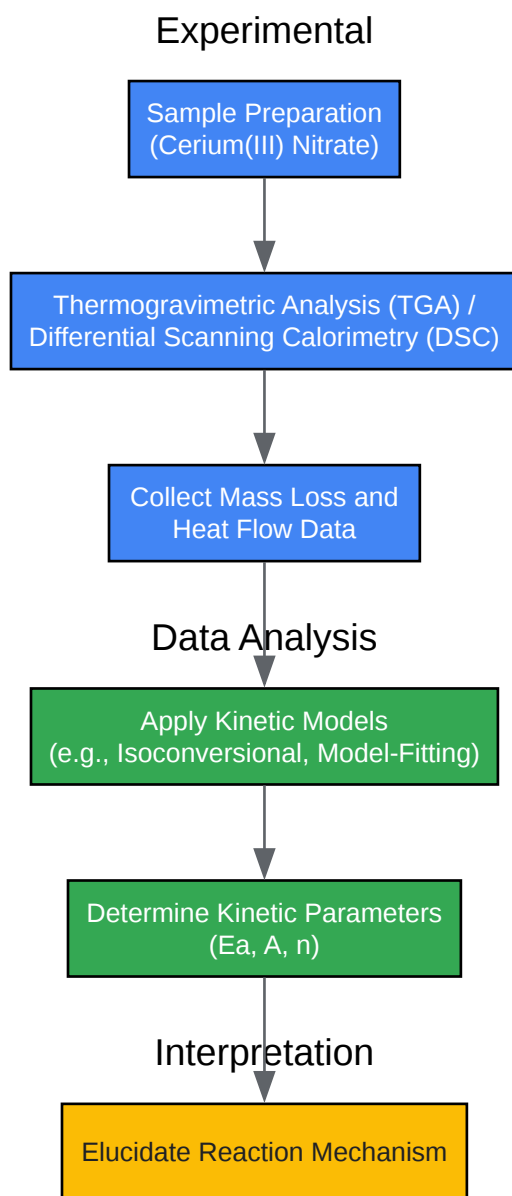 Experimental
Sample Preparation
(Cerium(III) Nitrate)
Thermogravimetric Analysis (TGA) /
Differential Scanning Calorimetry (DSC)
Collect Mass Loss and
Heat Flow Data
Data Analysis
Apply Kinetic Models
(e.g., Isoconversional, Model-Fitting)
Determine Kinetic Parameters
(Ea, A, n)
Interpretation
Elucidate Reaction Mechanism